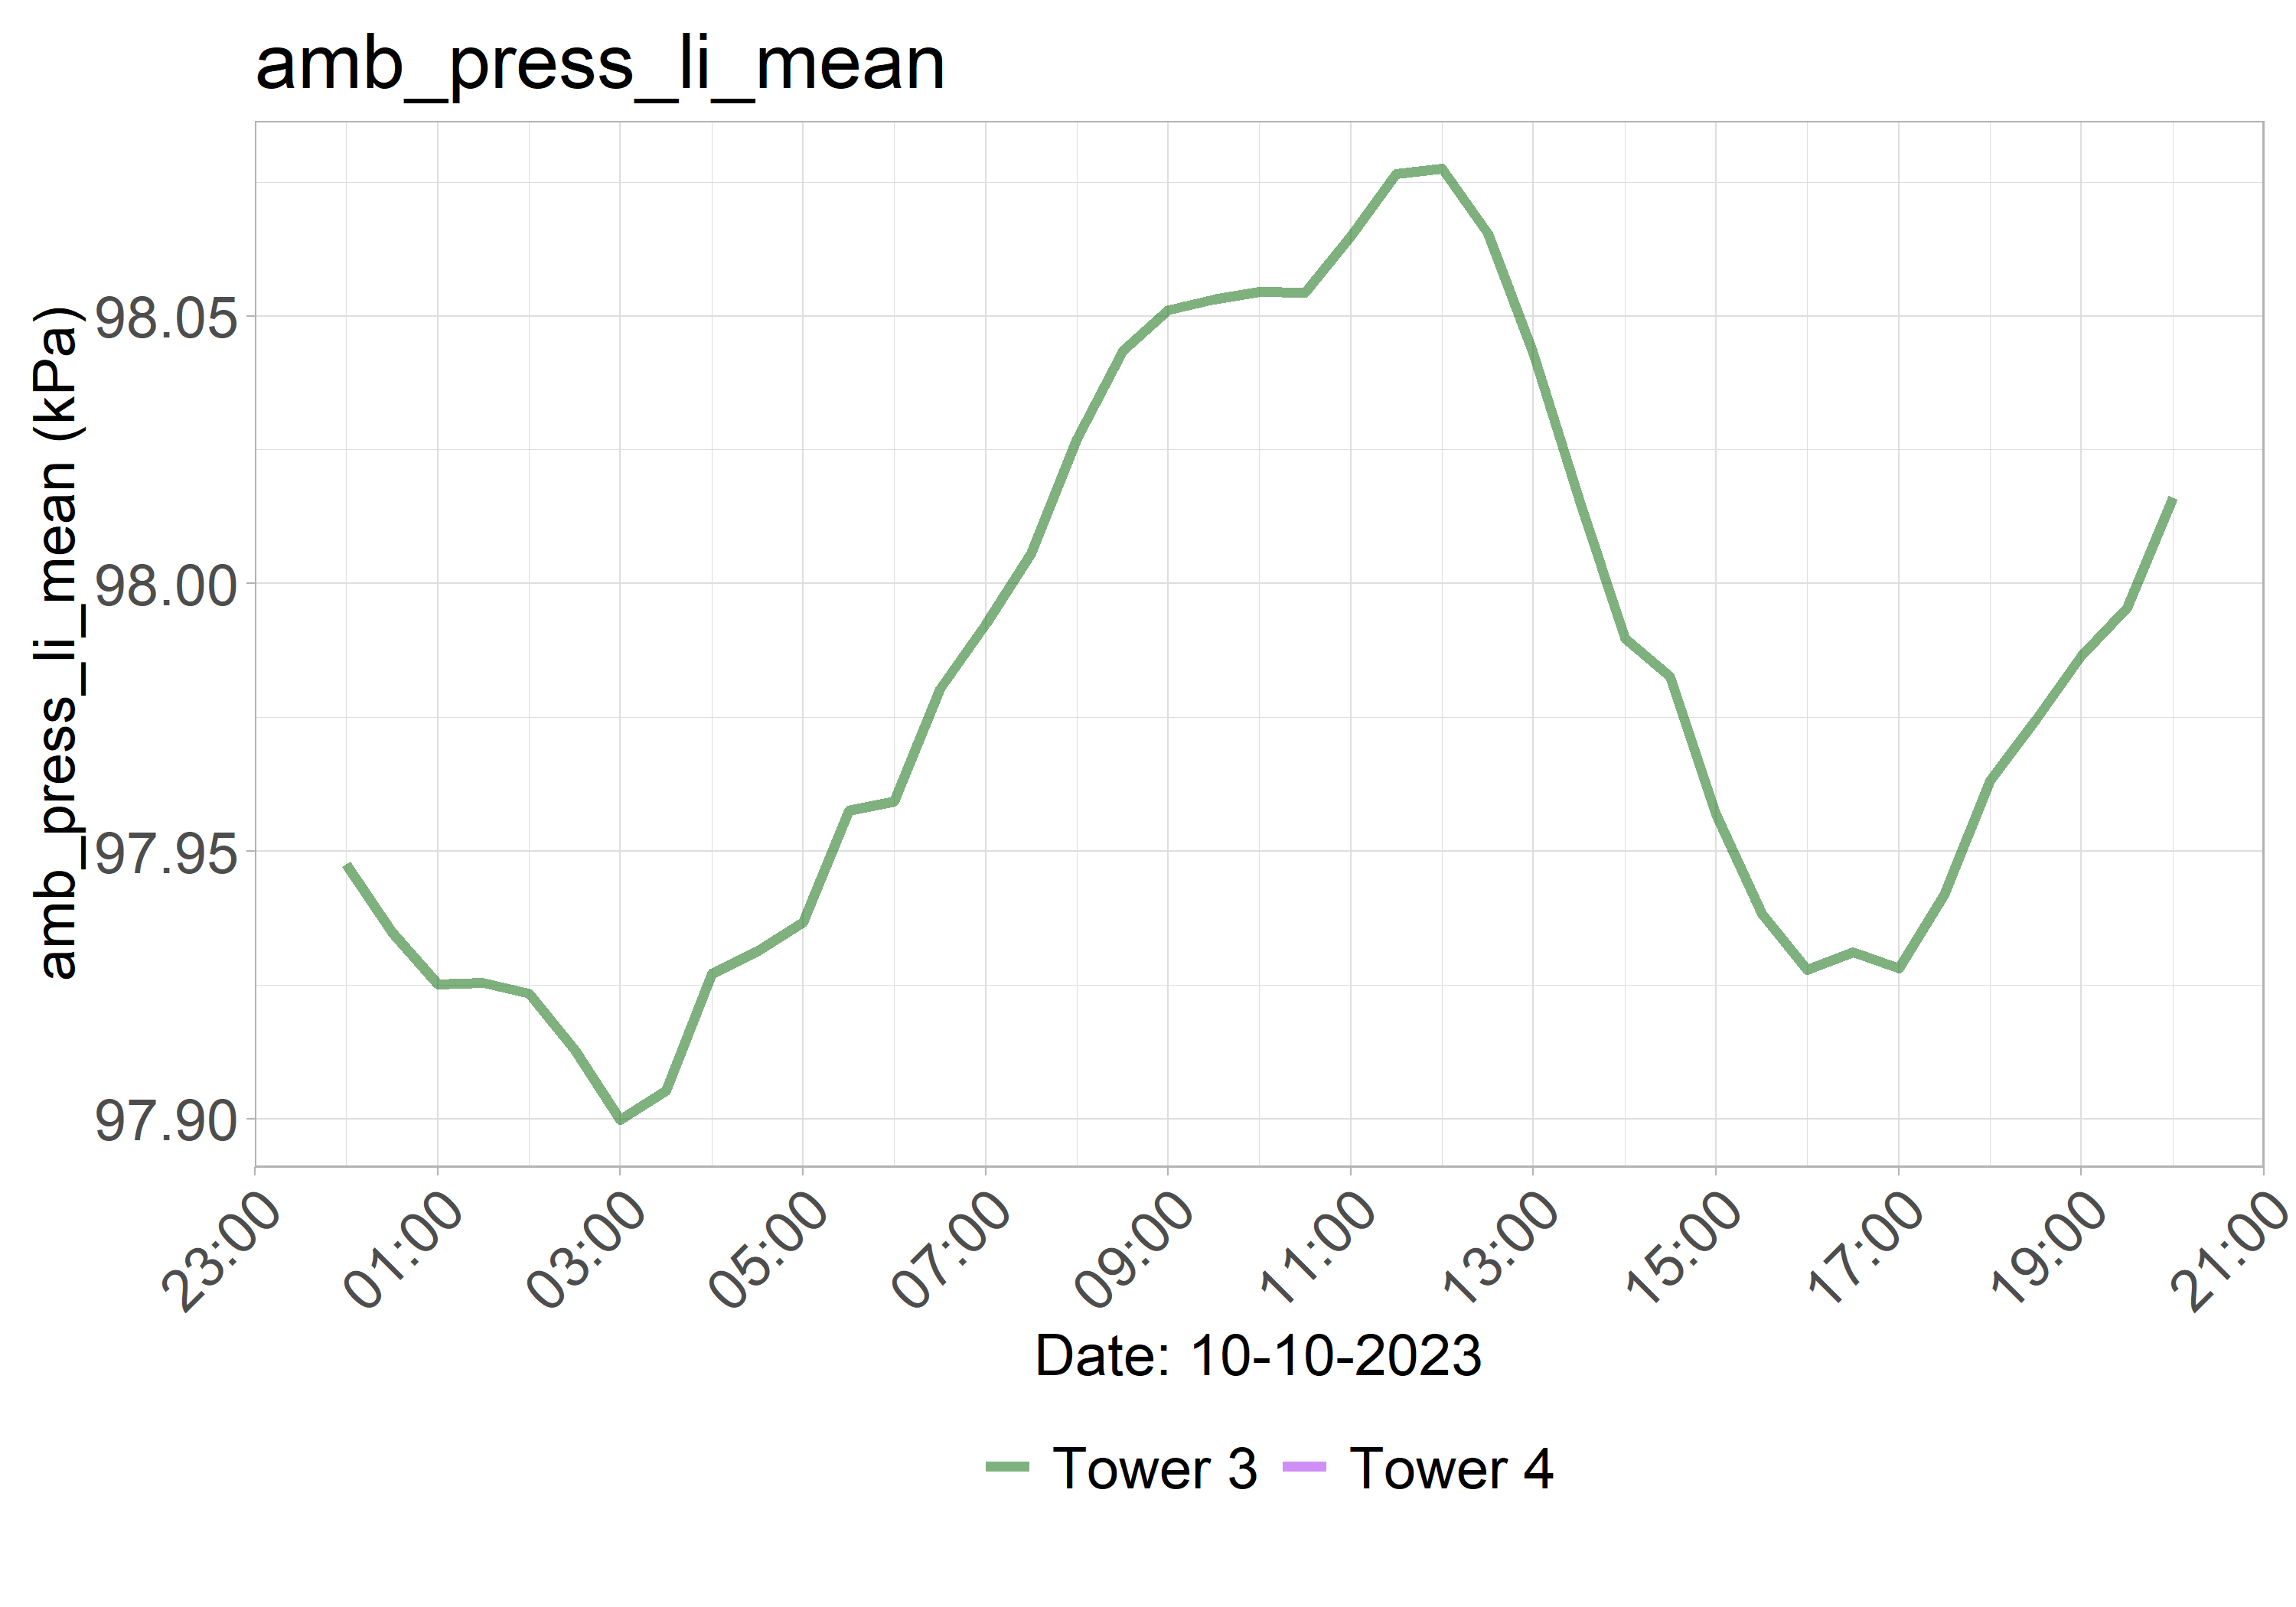 amb_press_li_mean
amb_press_li_mean (kPa)
98.05
98.00
97.95
97.90
23:00 01:00 03:00 05:00 07:00 09:00 11:00 13:00 15:00 17:00 19:00 21:00
Date: 10-10-2023
Tower 3 Tower 4